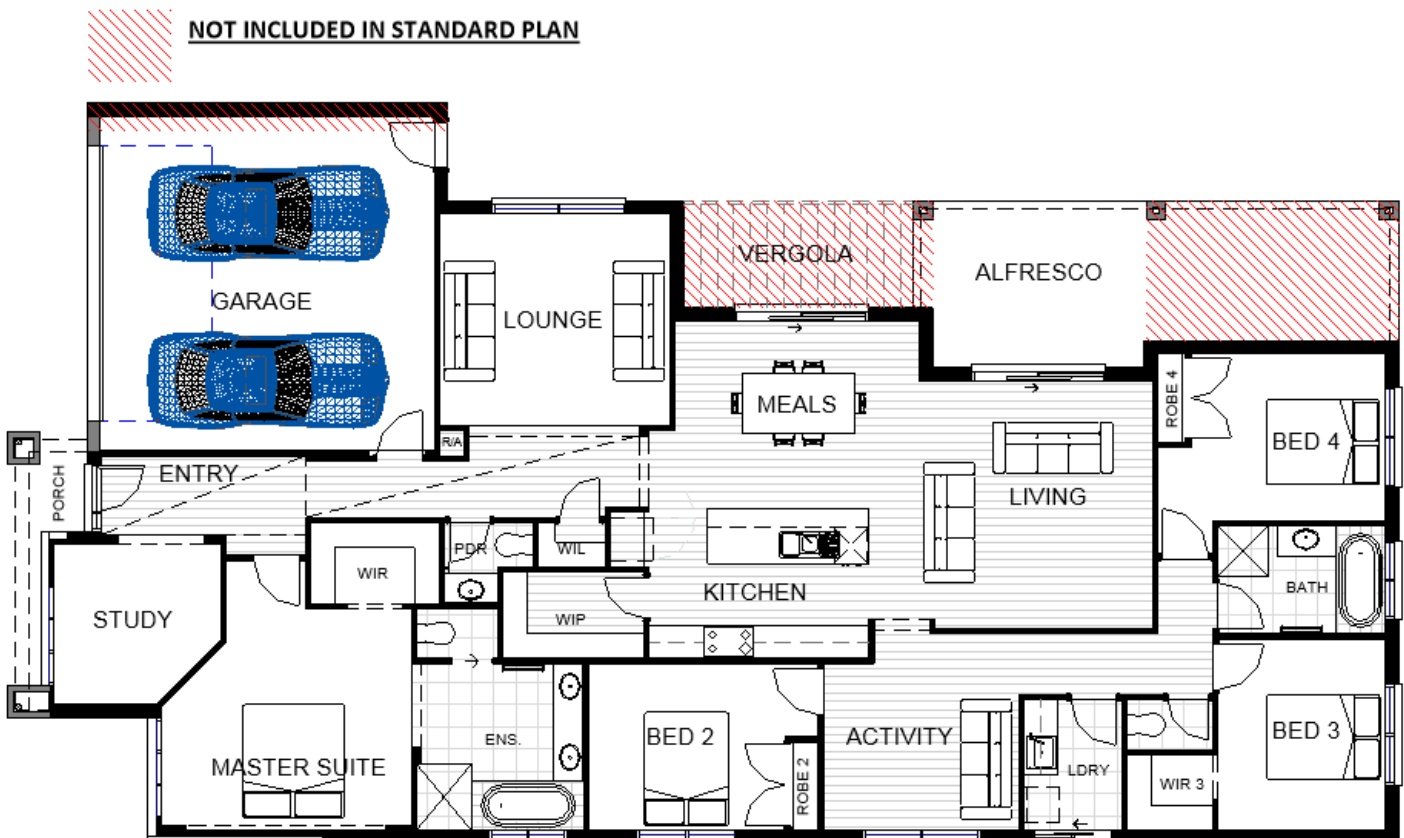 NOT INCLUDED IN STANDARD PLAN
VERGOLA
ALFRESCO
GARAGE
LOUNGE
MEALS
ROBE 4
BED 4
R/A
ENTRY
PORCH
LIVING
PDR
WIL
WIR
KITCHEN
BATH
STUDY
WIP
BED 2
ACTIVITY
BED 3
ENS.
MASTER SUITE
LDRY
ROBE 2
WIR 3